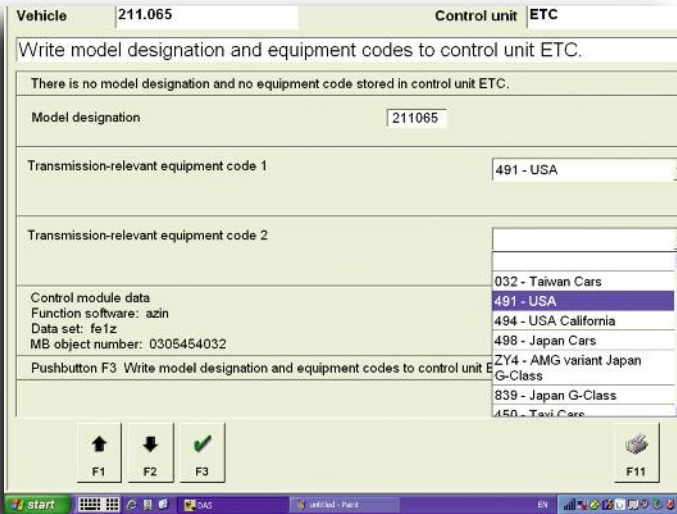 Vehicle 211.065 Control unit ETC
Write model designation and equipment codes to control unit ETC.
There is no model designation and no equipment code stored in control unit ETC.
Model designation 211065
Transmission-relevant equipment code 1 491 - USA
Transmission-relevant equipment code 2
032 - Taiwan Cars
491 - USA
494 - USA California
498 - Japan Cars
ZY4 - AMG variant Japan
G-Class
839 - Japan G-Class
450 - Taxi Cars
Control module data
Function software: azin
Data set: fe1z
MB object number: 0305454032
Pushbutton F3 Write model designation and equipment codes to control unit E
F1 F2 F3 F11
start DAS untitled - Paint EN